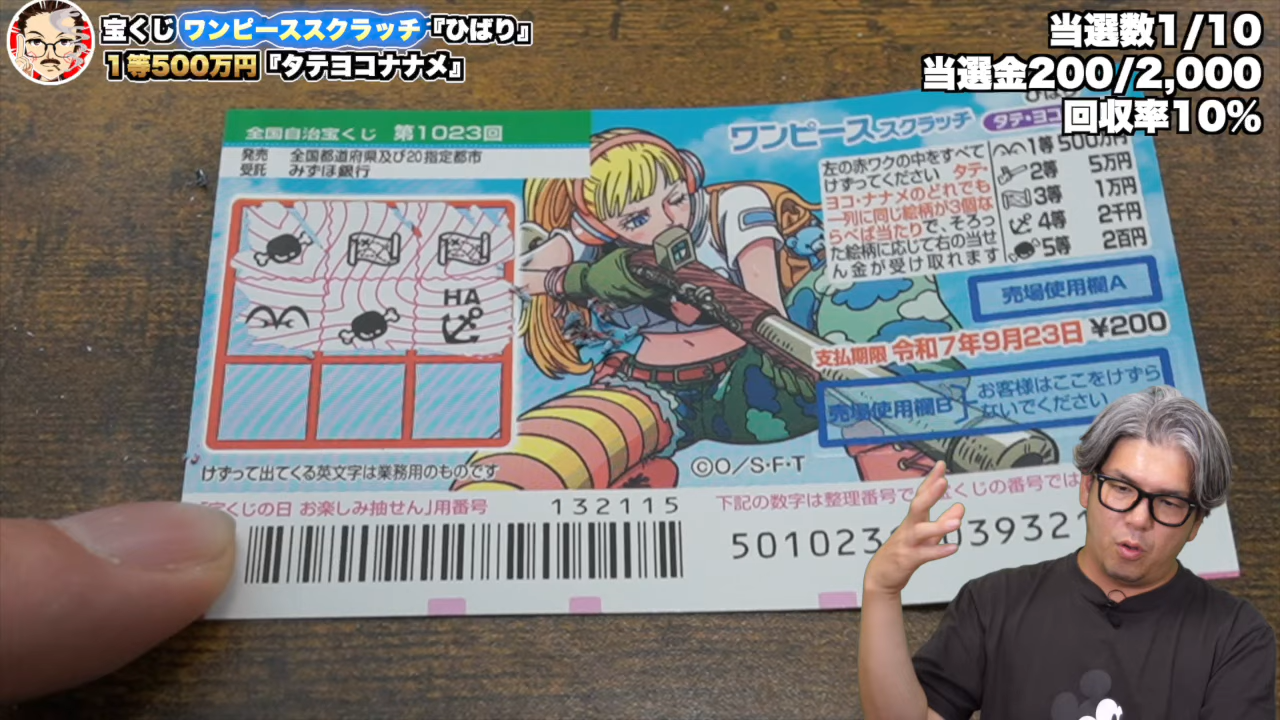 宝くじ ワンピーススクラッチ『ひばり』
1等500万円『タテヨコナナメ』
当選数1/10
当選金200/2,000
回収率10%
全国自治宝くじ 第1023回
発売 全国都道府県及び20指定都市
受託 みずほ銀行
HA
けずって出てくる英文字は業務用のものです
ワンピーススクラッチ
タテ・ヨコ
左の赤ワクの中をすべて
けずってください タテ・
ヨコ・ナナメのどれでも
一列に同じ絵柄が3個な
らべば当たりで、そろっ
た絵柄に応じて右の当せ
ん金が受け取れます
1等 500万円
2等 5万円
3等 1万円
4等 2千円
5等 2百円
売場使用欄A
支払期限 令和7年9月23日 ¥200
売場使用欄B
お客様はここをけずら
ないでください
©O/S・F・T
「宝くじの日 お楽しみ抽せん」用番号 132115
下記の数字は整理番号で
くじの番号では
501023
03932